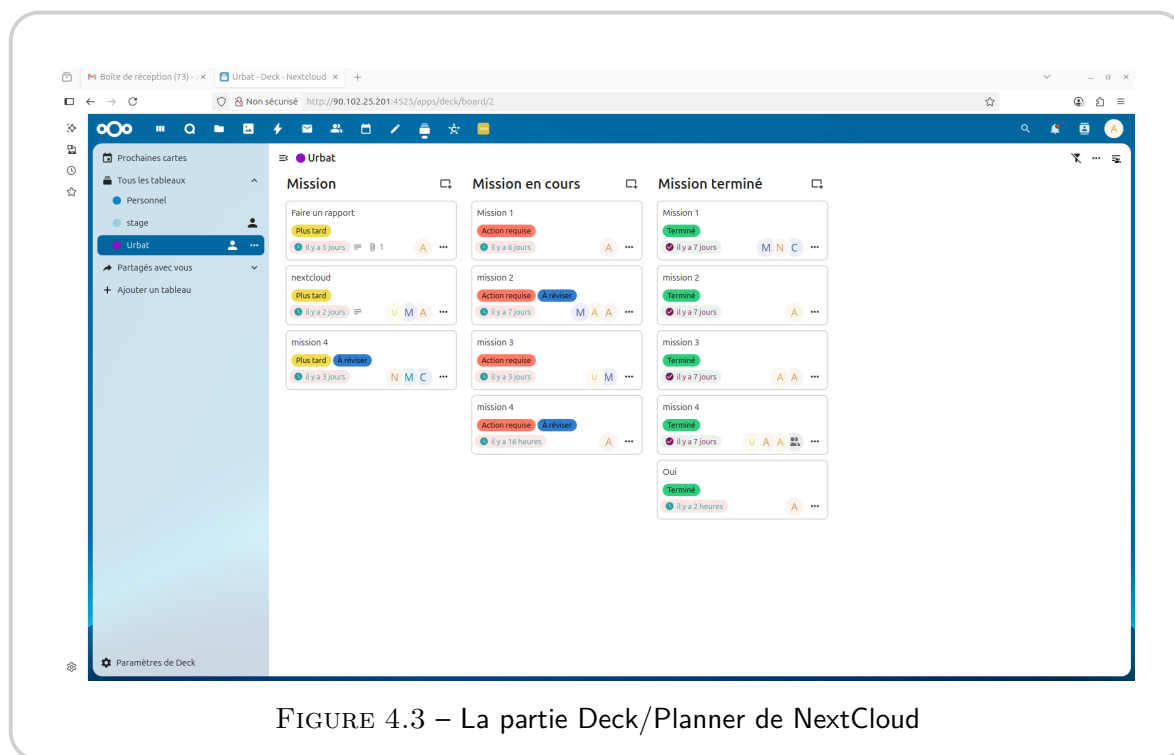 Boîte de réception (73) -
Urbat - Deck - Nextcloud
Non sécurisé http://90.102.25.201:4525/apps/deck/board/2
A
Prochaines cartes
Tous les tableaux
Personnel
stage
Urbat
Partagés avec vous
Ajouter un tableau
Paramètres de Deck
Urbat
Mission
Faire un rapport
Plus tard
il y a 5 jours 1 A
nextcloud
Plus tard
il y a 2 jours U M A
mission 4
Plus tard À réviser
il y a 3 jours N M C
Mission en cours
Mission 1
Action requise
il y a 6 jours A
mission 2
Action requise À réviser
il y a 7 jours M A A
mission 3
Action requise
il y a 3 jours U M
mission 4
Action requise À réviser
il y a 16 heures A
Mission terminé
Mission 1
Terminé
il y a 7 jours M N C
mission 2
Terminé
il y a 7 jours A
mission 3
Terminé
il y a 7 jours A A
mission 4
Terminé
il y a 7 jours U A A
Oui
Terminé
il y a 2 heures A
FIGURE 4.3 – La partie Deck/Planner de NextCloud